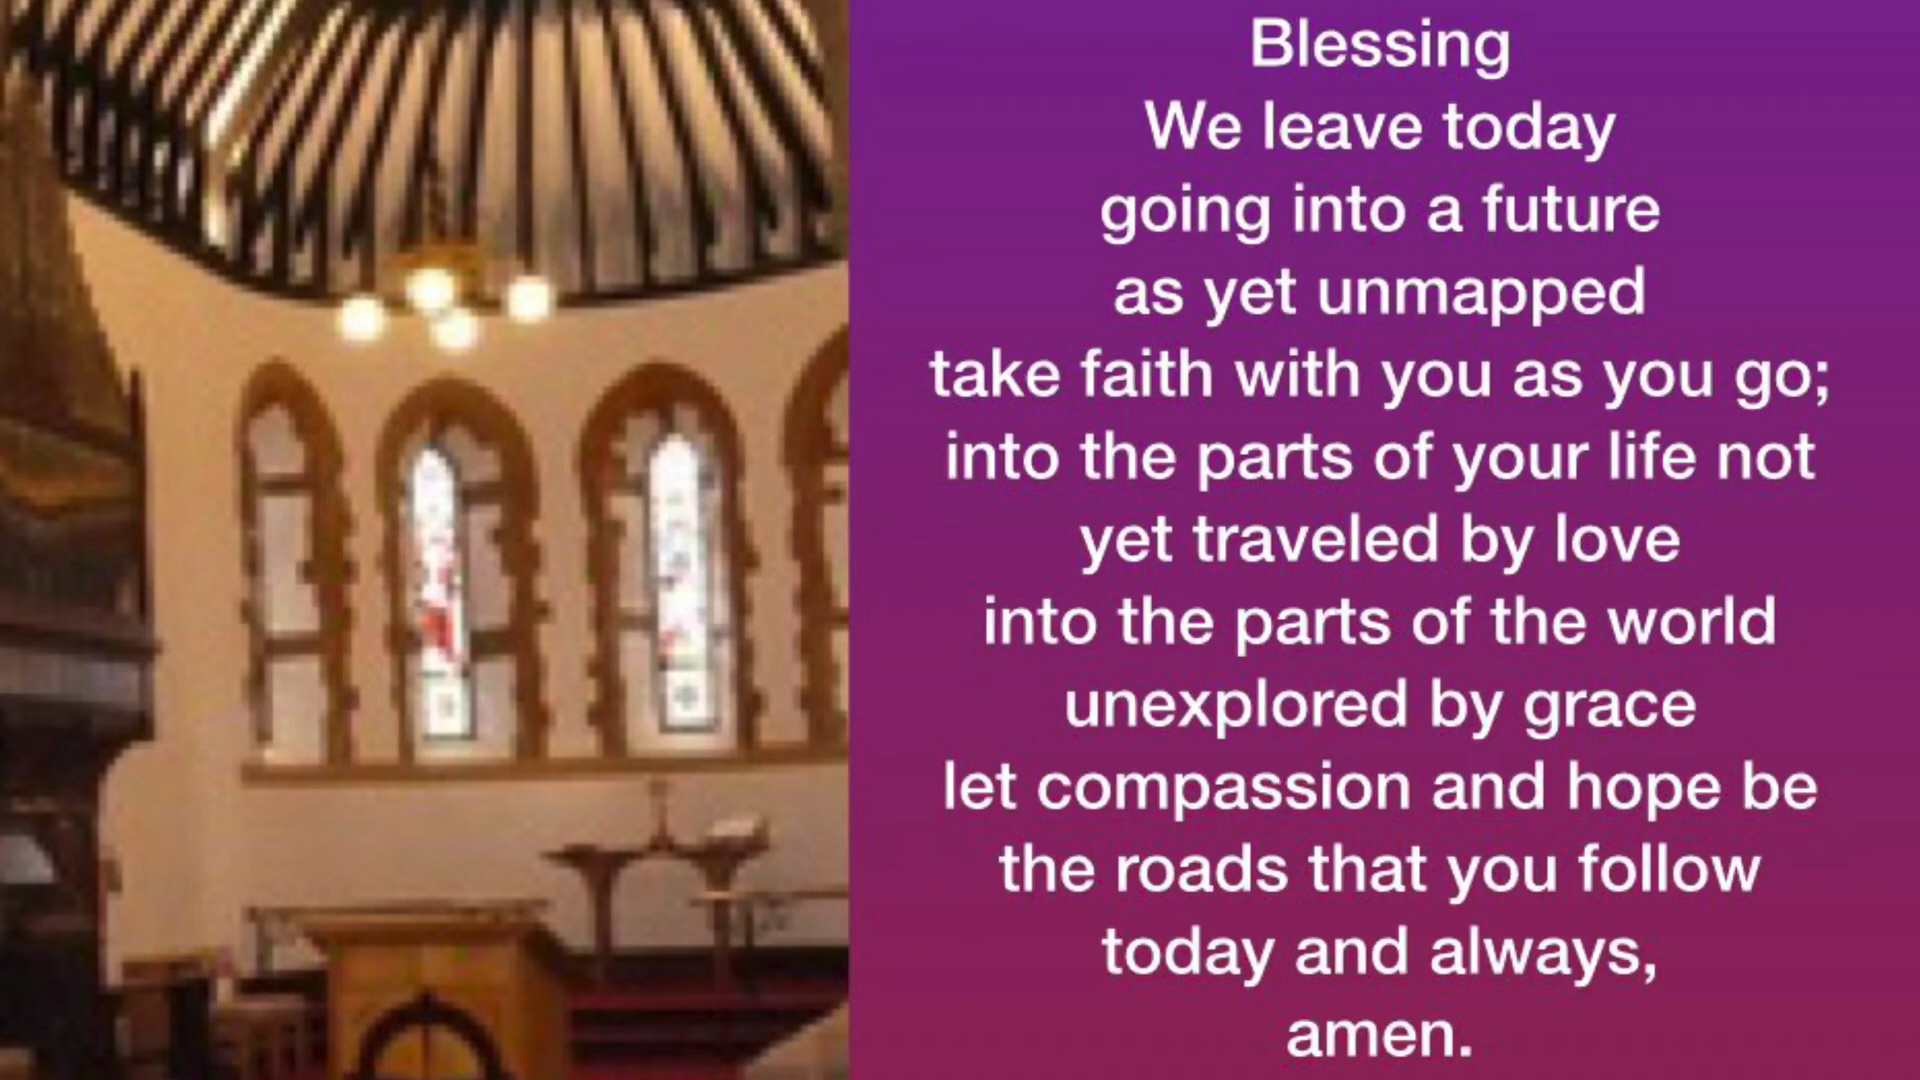 Blessing
We leave today
going into a future
as yet unmapped
take faith with you as you go;
into the parts of your life not
yet traveled by love
into the parts of the world
unexplored by grace
let compassion and hope be
the roads that you follow
today and always,
amen.